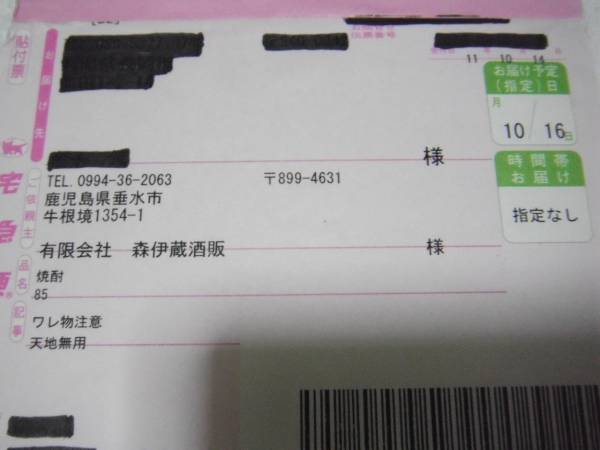 貼付票
お届け先
伝票番号
11 10 14
お届け予定
(指定)日
月
10 / 16日
様
時間帯
お届け
指定なし
宅急便®
ご依頼主
TEL. 0994-36-2063 〒899-4631
鹿児島県垂水市
牛根境1354-1
有限会社 森伊蔵酒販 様
品名
焼酎
85
記事
ワレ物注意
天地無用